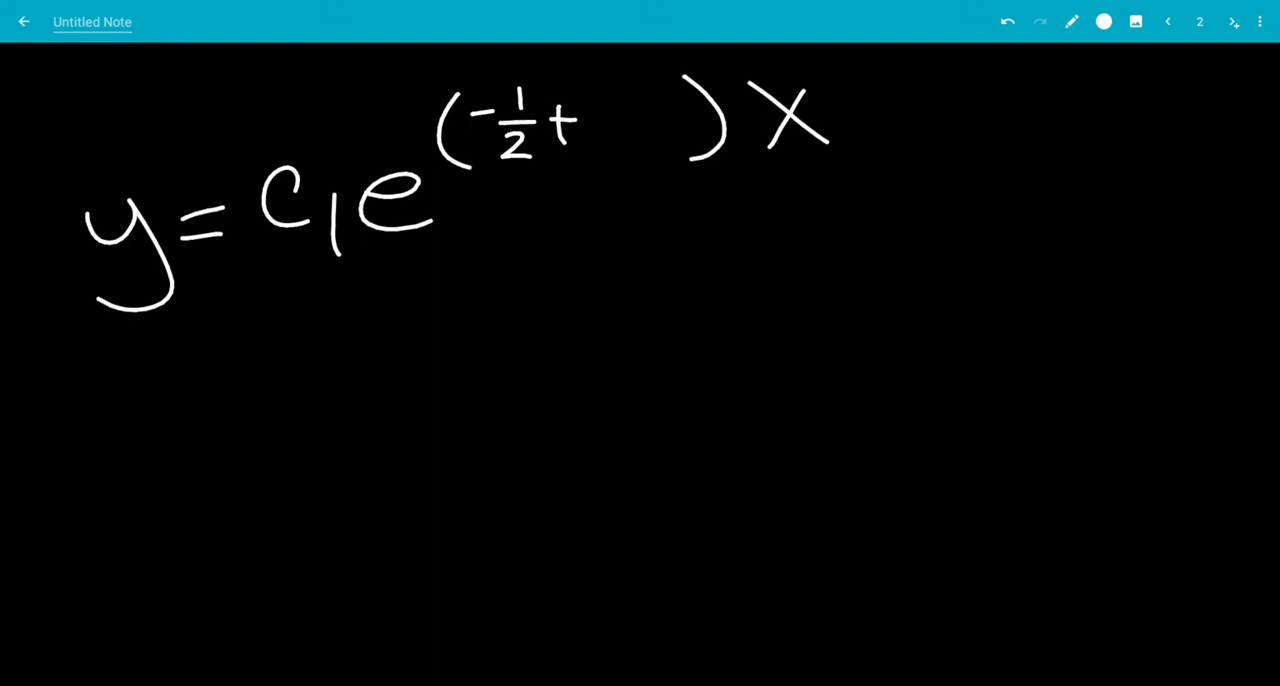 Untitled Note
2
y = c₁e^(-1/2 + )x